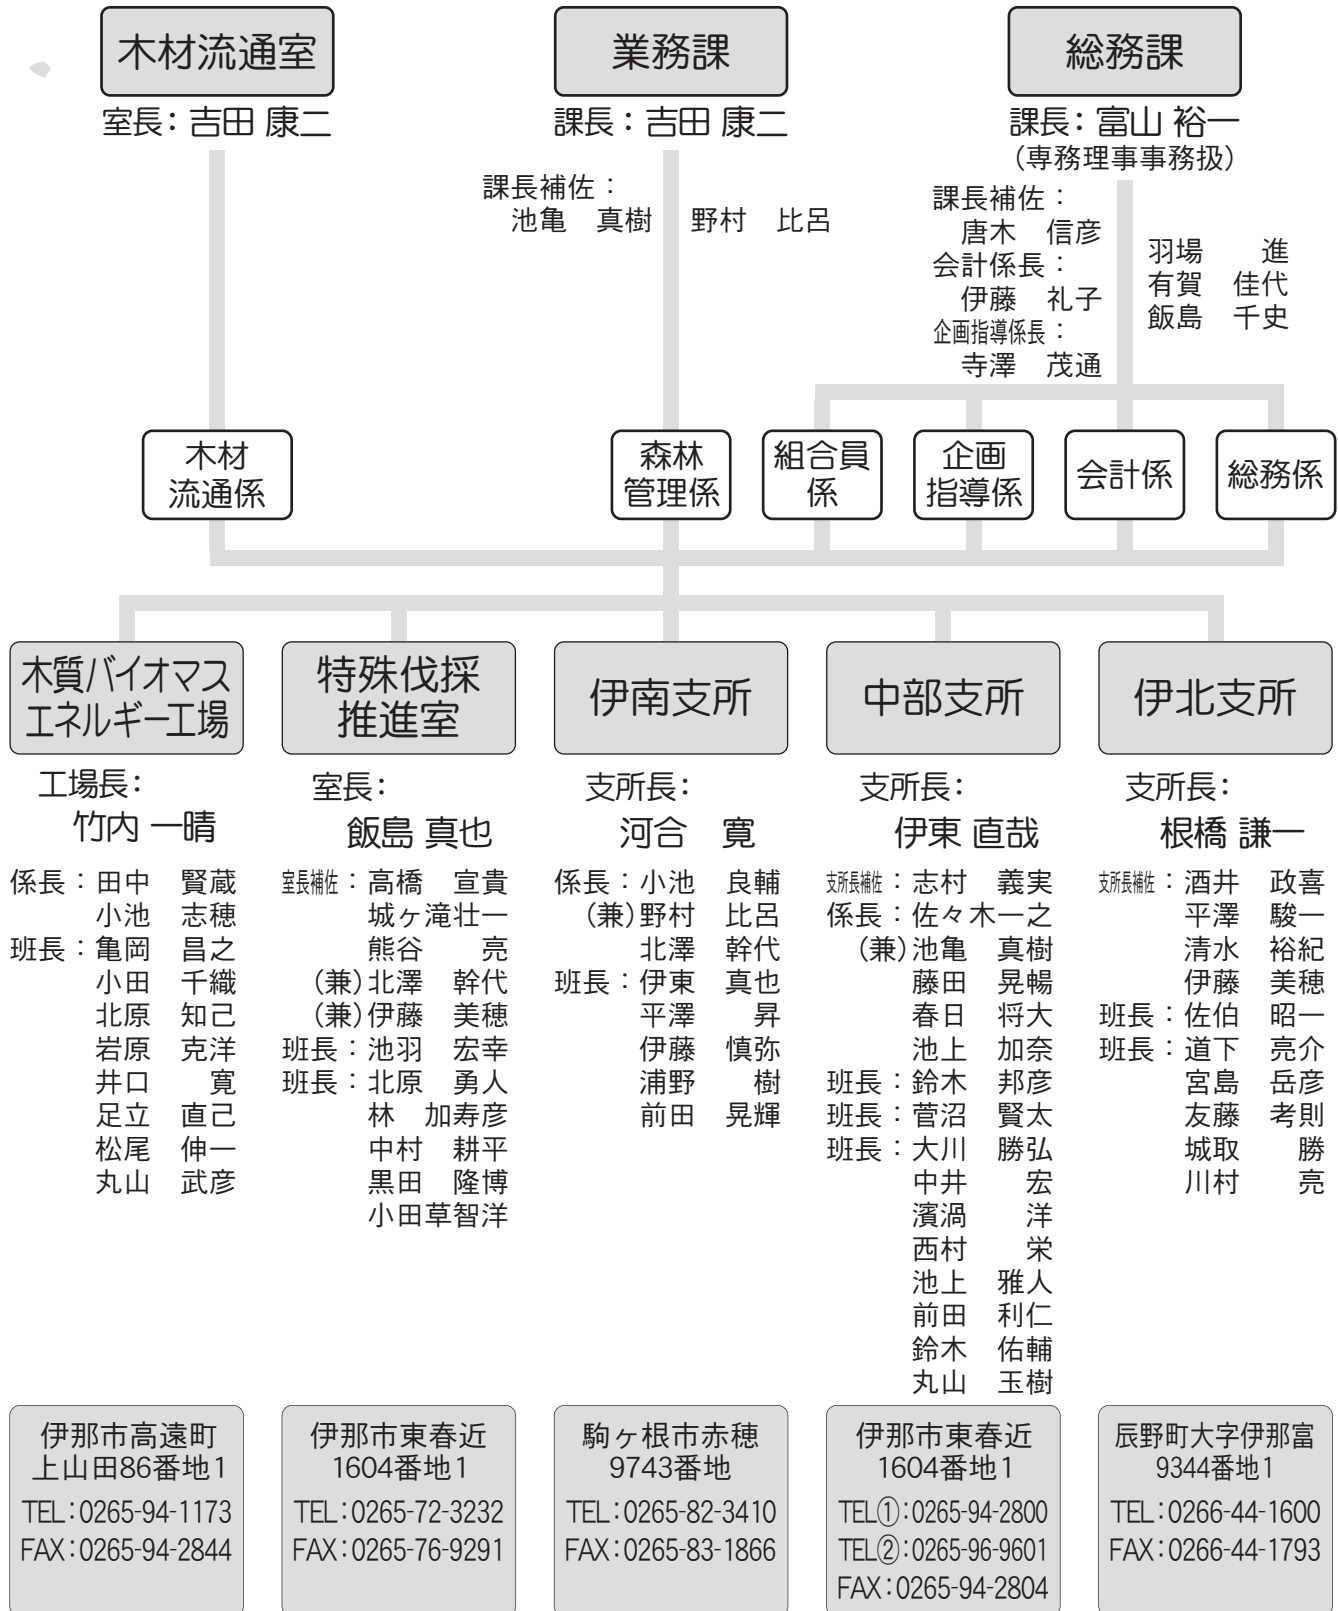 木材流通室
室長：吉田 康二
業務課
課長：吉田 康二
課長補佐：
池亀　真樹　野村　比呂
総務課
課長：富山 裕一
（専務理事事務扱）
課長補佐：
唐木　信彦
会計係長：
伊藤　礼子
企画指導係長：
寺澤　茂通
羽場　　進
有賀　佳代
飯島　千史
木材
流通係
森林
管理係
組合員
係
企画
指導係
会計係
総務係
木質バイオマス
エネルギー工場
工場長：
竹内 一晴
係長：田中　賢蔵
小池　志穂
班長：亀岡　昌之
小田　千織
北原　知己
岩原　克洋
井口　　寛
足立　直己
松尾　伸一
丸山　武彦
伊那市高遠町
上山田86番地1
TEL：0265-94-1173
FAX：0265-94-2844
特殊伐採
推進室
室長：
飯島 真也
室長補佐：高橋　宣貴
城ヶ滝壮一
熊谷　　亮
（兼）北澤　幹代
（兼）伊藤　美穂
班長：池羽　宏幸
班長：北原　勇人
林　加寿彦
中村　耕平
黒田　隆博
小田草智洋
伊那市東春近
1604番地1
TEL：0265-72-3232
FAX：0265-76-9291
伊南支所
支所長：
河合　寛
係長：小池　良輔
（兼）野村　比呂
北澤　幹代
班長：伊東　真也
平澤　　昇
伊藤　慎弥
浦野　　樹
前田　晃輝
駒ヶ根市赤穂
9743番地
TEL：0265-82-3410
FAX：0265-83-1866
中部支所
支所長：
伊東 直哉
支所長補佐：志村　義実
係長：佐々木一之
（兼）池亀　真樹
藤田　晃暢
春日　将大
池上　加奈
班長：鈴木　邦彦
班長：菅沼　賢太
班長：大川　勝弘
中井　　宏
濱渦　　洋
西村　　栄
池上　雅人
前田　利仁
鈴木　佑輔
丸山　玉樹
伊那市東春近
1604番地1
TEL①：0265-94-2800
TEL②：0265-96-9601
FAX：0265-94-2804
伊北支所
支所長：
根橋 謙一
支所長補佐：酒井　政喜
平澤　駿一
清水　裕紀
伊藤　美穂
班長：佐伯　昭一
班長：道下　亮介
宮島　岳彦
友藤　考則
城取　　勝
川村　　亮
辰野町大字伊那富
9344番地1
TEL：0266-44-1600
FAX：0266-44-1793